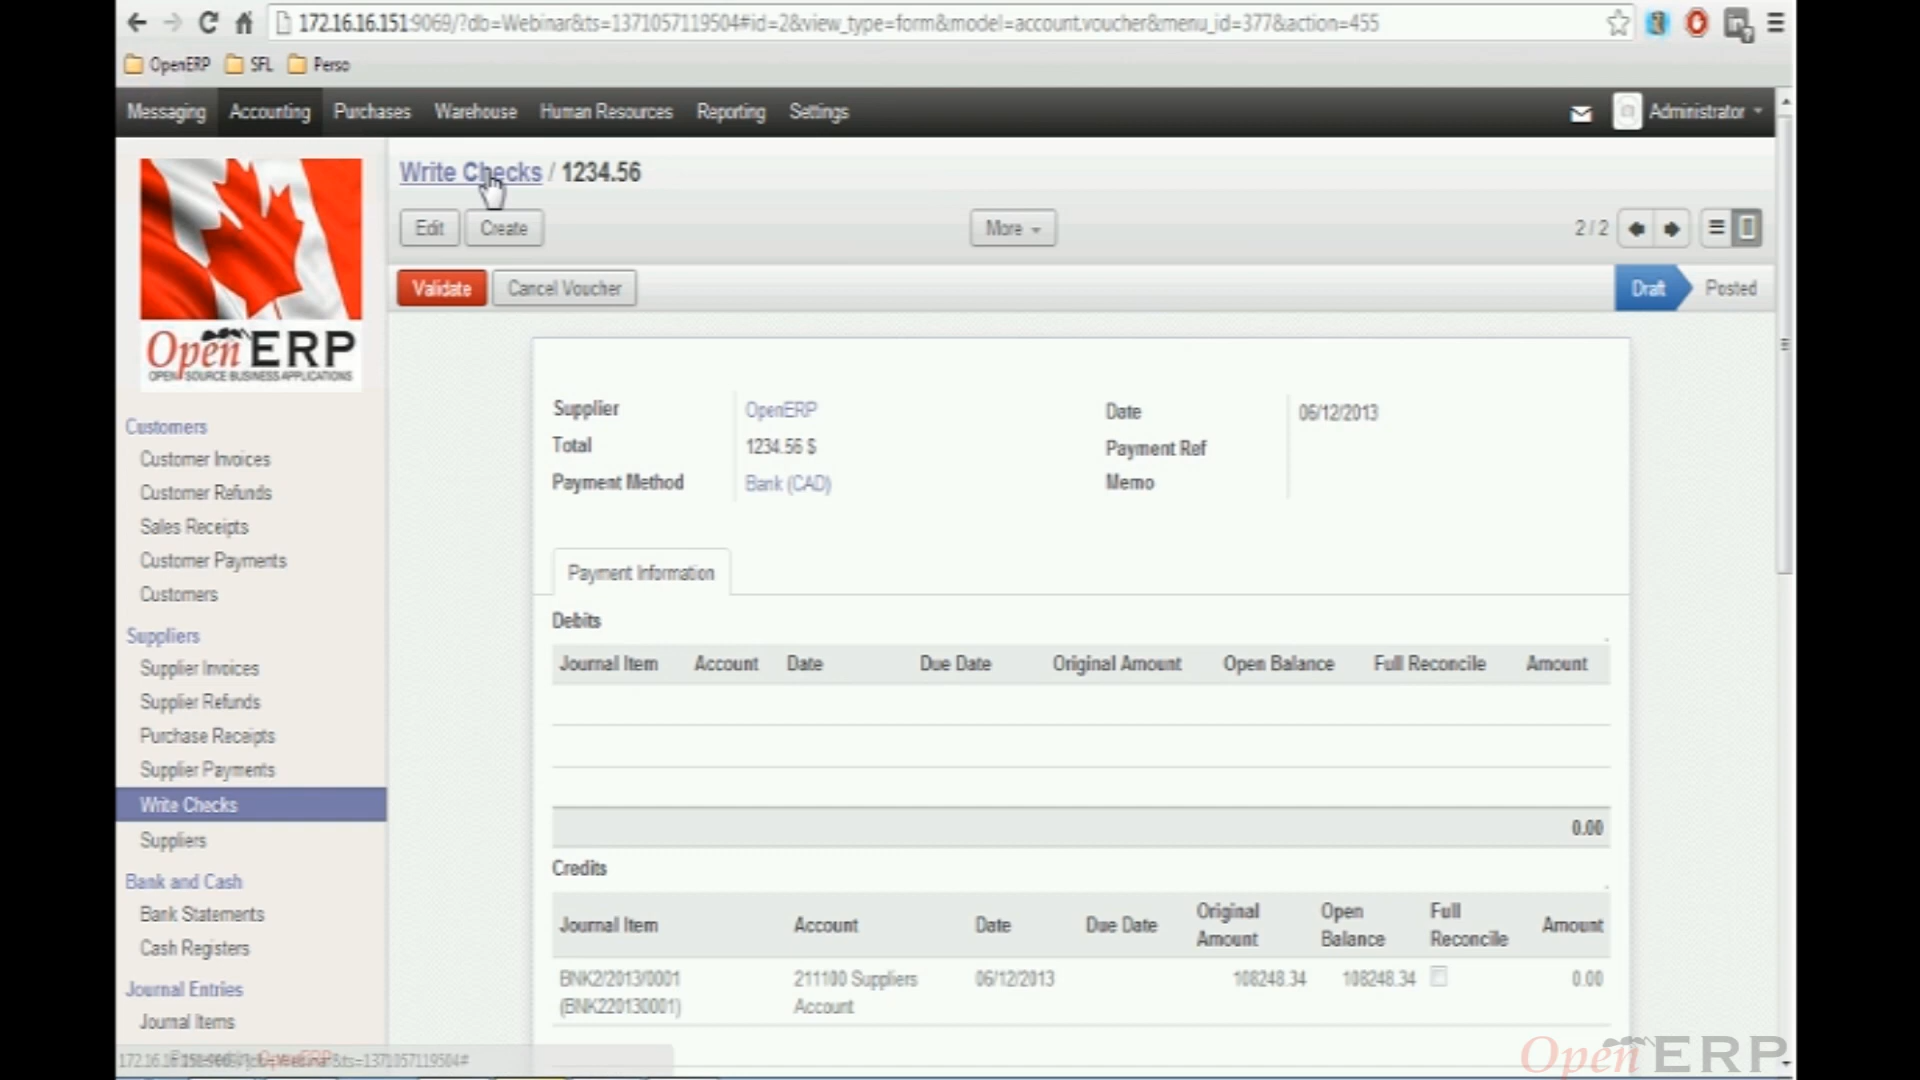 172.16.16.151:9069/?db=Webinar&ts=1371057119504#id=2&view_type=form&model=account.voucher&menu_id=377&action=455
OpenERP SFL Perso
Messaging Accounting Purchases Warehouse Human Resources Reporting Settings Administrator
Write Checks / 1234.56
Edit Create More 2 / 2
Validate Cancel Voucher Draft Posted
OpenERP
OPEN SOURCE BUSINESS APPLICATIONS
Customers
Customer Invoices
Customer Refunds
Sales Receipts
Customer Payments
Customers
Suppliers
Supplier Invoices
Supplier Refunds
Purchase Receipts
Supplier Payments
Write Checks
Suppliers
Bank and Cash
Bank Statements
Cash Registers
Journal Entries
Journal Items
Supplier OpenERP Date 06/12/2013
Total 1234.56 $ Payment Ref
Payment Method Bank (CAD) Memo
Payment Information
Debits
Journal Item Account Date Due Date Original Amount Open Balance Full Reconcile Amount
0.00
Credits
Journal Item Account Date Due Date Original Amount Open Balance Full Reconcile Amount
BNK2/2013/0001 211100 Suppliers 06/12/2013 108248.34 108248.34 0.00
(BNK220130001) Account
OpenERP